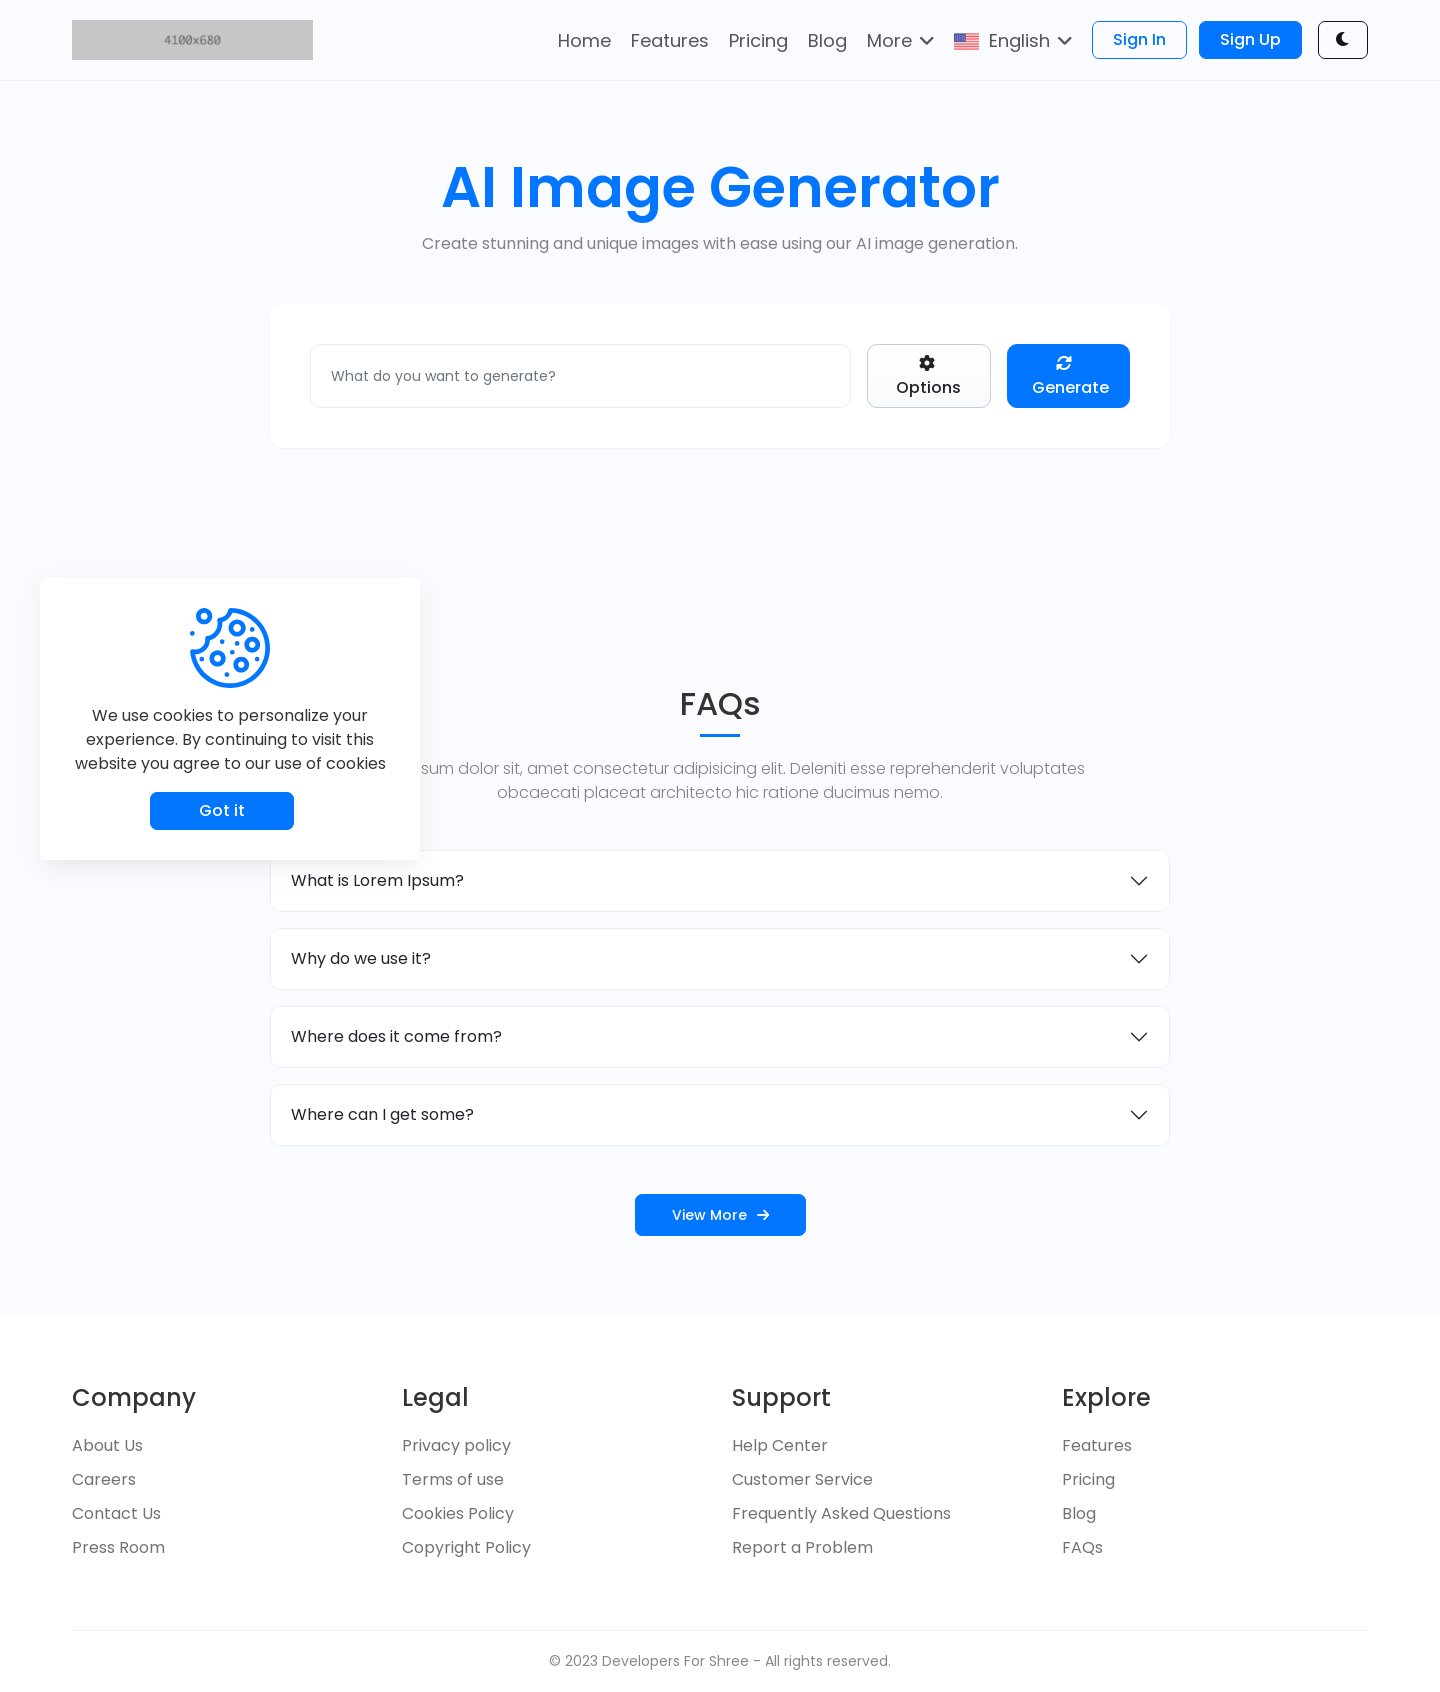 4100x680
Home Features Pricing Blog More English Sign In Sign Up
AI Image Generator
Create stunning and unique images with ease using our AI image generation.
What do you want to generate?
Options
Generate
We use cookies to personalize your
experience. By continuing to visit this
website you agree to our use of cookies
Got it
FAQs
dolor sit, amet consectetur adipisicing elit. Deleniti esse reprehenderit voluptates
obcaecati placeat architecto hic ratione ducimus nemo.
What is Lorem Ipsum?
Why do we use it?
Where does it come from?
Where can I get some?
View More
Company
About Us
Careers
Contact Us
Press Room
Legal
Privacy policy
Terms of use
Cookies Policy
Copyright Policy
Support
Help Center
Customer Service
Frequently Asked Questions
Report a Problem
Explore
Features
Pricing
Blog
FAQs
© 2023 Developers For Shree - All rights reserved.